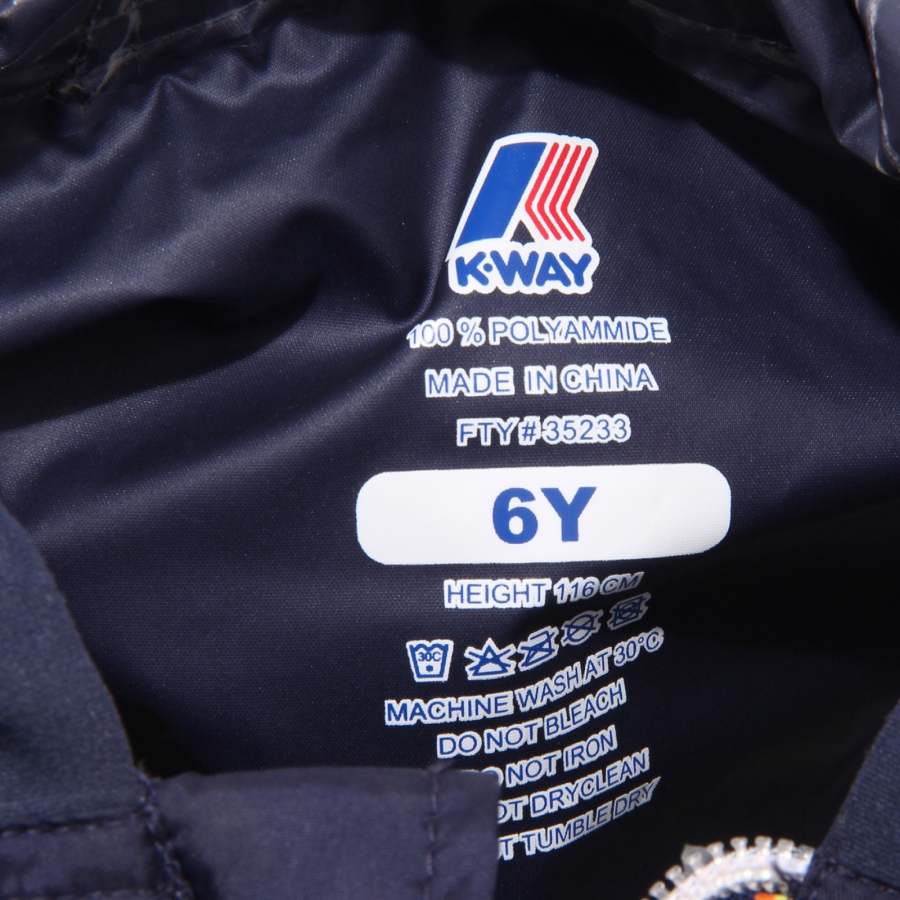 K·WAY
100 % POLYAMMIDE
MADE IN CHINA
FTY # 35233
6Y
HEIGHT 116 CM
30C
MACHINE WASH AT 30°C
DO NOT BLEACH
NOT IRON
DRYCLEAN
TUMBLE DRY